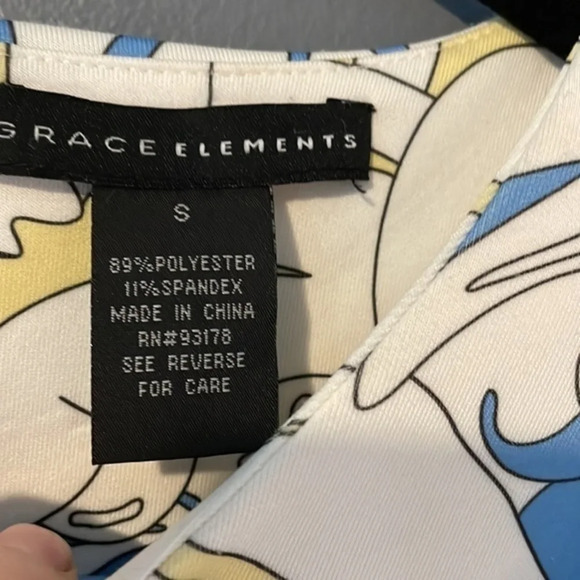 GRACE ELEMENTS
S
89%POLYESTER
11%SPANDEX
MADE IN CHINA
RN#93178
SEE REVERSE
FOR CARE